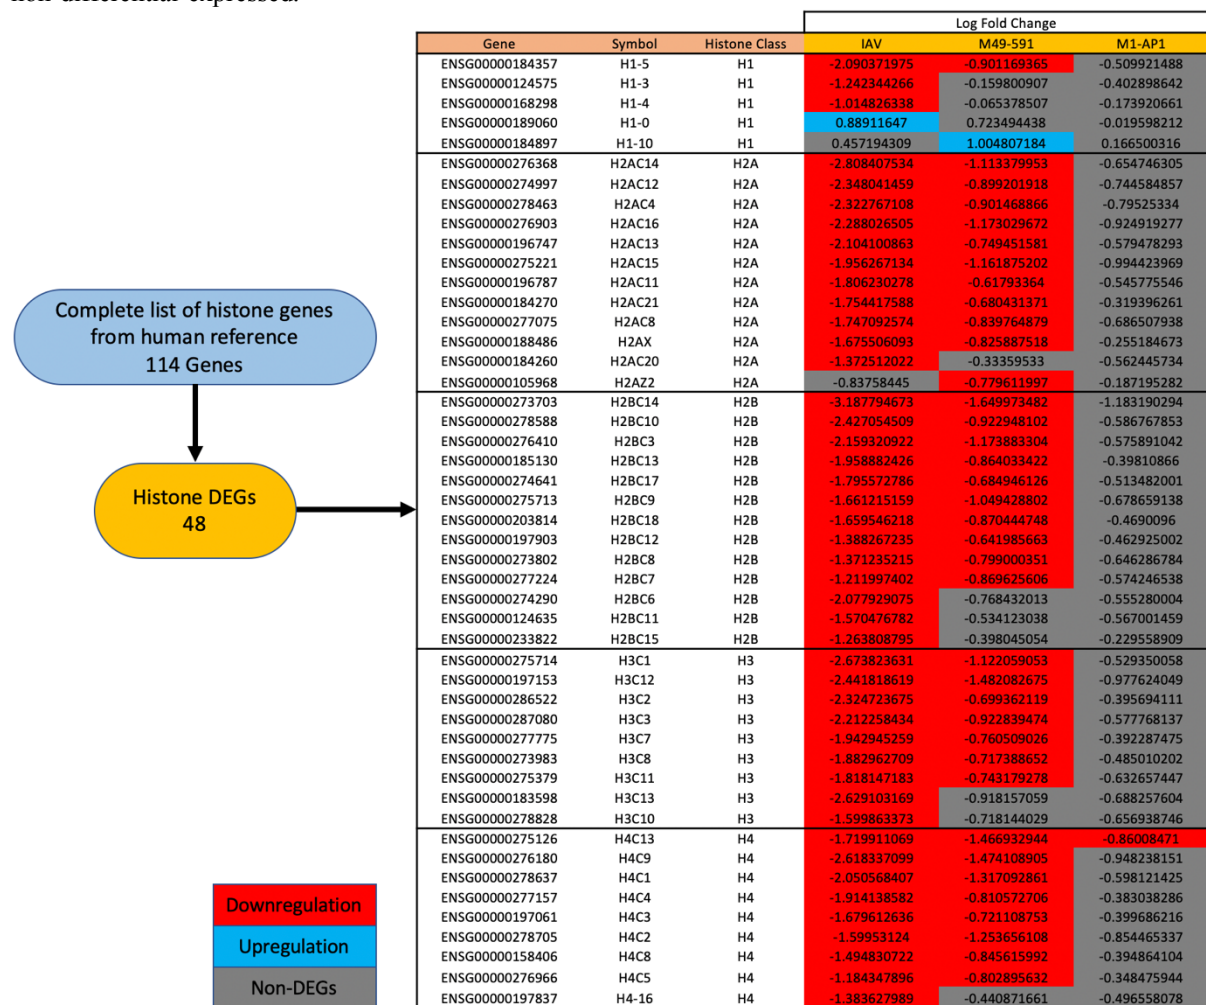 non-differential expressed.
Log Fold Change
Gene Symbol Histone Class IAV M49-591 M1-AP1
ENSG00000184357 H1-5 H1 -2.090371975 -0.901169365 -0.509921488
ENSG00000124575 H1-3 H1 -1.242344266 -0.159800907 -0.402898642
ENSG00000168298 H1-4 H1 -1.014826338 -0.065378507 -0.173920661
ENSG00000189060 H1-0 H1 0.88911647 0.723494438 -0.019598212
ENSG00000184897 H1-10 H1 0.457194309 1.004807184 0.166500316
ENSG00000276368 H2AC14 H2A -2.808407534 -1.113379953 -0.654746305
ENSG00000274997 H2AC12 H2A -2.348041459 -0.899201918 -0.744584857
ENSG00000278463 H2AC4 H2A -2.322767108 -0.901468866 -0.79525334
ENSG00000276903 H2AC16 H2A -2.288026505 -1.173029672 -0.924919277
ENSG00000196747 H2AC13 H2A -2.104100863 -0.749451581 -0.579478293
ENSG00000275221 H2AC15 H2A -1.956267134 -1.161875202 -0.994423969
ENSG00000196787 H2AC11 H2A -1.806230278 -0.61793364 -0.545775546
ENSG00000184270 H2AC21 H2A -1.754417588 -0.680431371 -0.319396261
ENSG00000277075 H2AC8 H2A -1.747092574 -0.839764879 -0.686507938
ENSG00000188486 H2AX H2A -1.675506093 -0.825887518 -0.255184673
ENSG00000184260 H2AC20 H2A -1.372512022 -0.33359533 -0.562445734
ENSG00000105968 H2AZ2 H2A -0.83758445 -0.779611997 -0.187195282
ENSG00000273703 H2BC14 H2B -3.187794673 -1.649973482 -1.183190294
ENSG00000278588 H2BC10 H2B -2.427054509 -0.922948102 -0.586767853
ENSG00000276410 H2BC3 H2B -2.159320922 -1.173883304 -0.575891042
ENSG00000185130 H2BC13 H2B -1.958882426 -0.864033422 -0.39810866
ENSG00000274641 H2BC17 H2B -1.795572786 -0.684946126 -0.513482001
ENSG00000275713 H2BC9 H2B -1.661215159 -1.049428802 -0.678659138
ENSG00000203814 H2BC18 H2B -1.659546218 -0.870444748 -0.4690096
ENSG00000197903 H2BC12 H2B -1.388267235 -0.641985663 -0.462925002
ENSG00000273802 H2BC8 H2B -1.371235215 -0.799000351 -0.646286784
ENSG00000277224 H2BC7 H2B -1.211997402 -0.869625606 -0.574246538
ENSG00000274290 H2BC6 H2B -2.077929075 -0.768432013 -0.555280004
ENSG00000124635 H2BC11 H2B -1.570476782 -0.534123038 -0.567001459
ENSG00000233822 H2BC15 H2B -1.263808795 -0.398045054 -0.229558909
ENSG00000275714 H3C1 H3 -2.673823631 -1.122059053 -0.529350058
ENSG00000197153 H3C12 H3 -2.441818619 -1.482082675 -0.977624049
ENSG00000286522 H3C2 H3 -2.324723675 -0.699362119 -0.395694111
ENSG00000287080 H3C3 H3 -2.212258434 -0.922839474 -0.577768137
ENSG00000277775 H3C7 H3 -1.942945259 -0.760509026 -0.392287475
ENSG00000273983 H3C8 H3 -1.882962709 -0.717388652 -0.485010202
ENSG00000275379 H3C11 H3 -1.818147183 -0.743179278 -0.632657447
ENSG00000183598 H3C13 H3 -2.629103169 -0.918157059 -0.688257604
ENSG00000278828 H3C10 H3 -1.599863373 -0.718144029 -0.656938746
ENSG00000275126 H4C13 H4 -1.719911069 -1.466932944 -0.86008471
ENSG00000276180 H4C9 H4 -2.618337099 -1.474108905 -0.948238151
ENSG00000278637 H4C1 H4 -2.050568407 -1.317092861 -0.598121425
ENSG00000277157 H4C4 H4 -1.914138582 -0.810572706 -0.383038286
ENSG00000197061 H4C3 H4 -1.679612636 -0.721108753 -0.399686216
ENSG00000278705 H4C2 H4 -1.59953124 -1.253656108 -0.854465337
ENSG00000158406 H4C8 H4 -1.494830722 -0.845615992 -0.394864104
ENSG00000276966 H4C5 H4 -1.184347896 -0.802895632 -0.348475944
ENSG00000197837 H4-16 H4 -1.383627989 -0.440871661 -0.496558078
Complete list of histone genes
from human reference
114 Genes
Histone DEGs
48
Downregulation
Upregulation
Non-DEGs